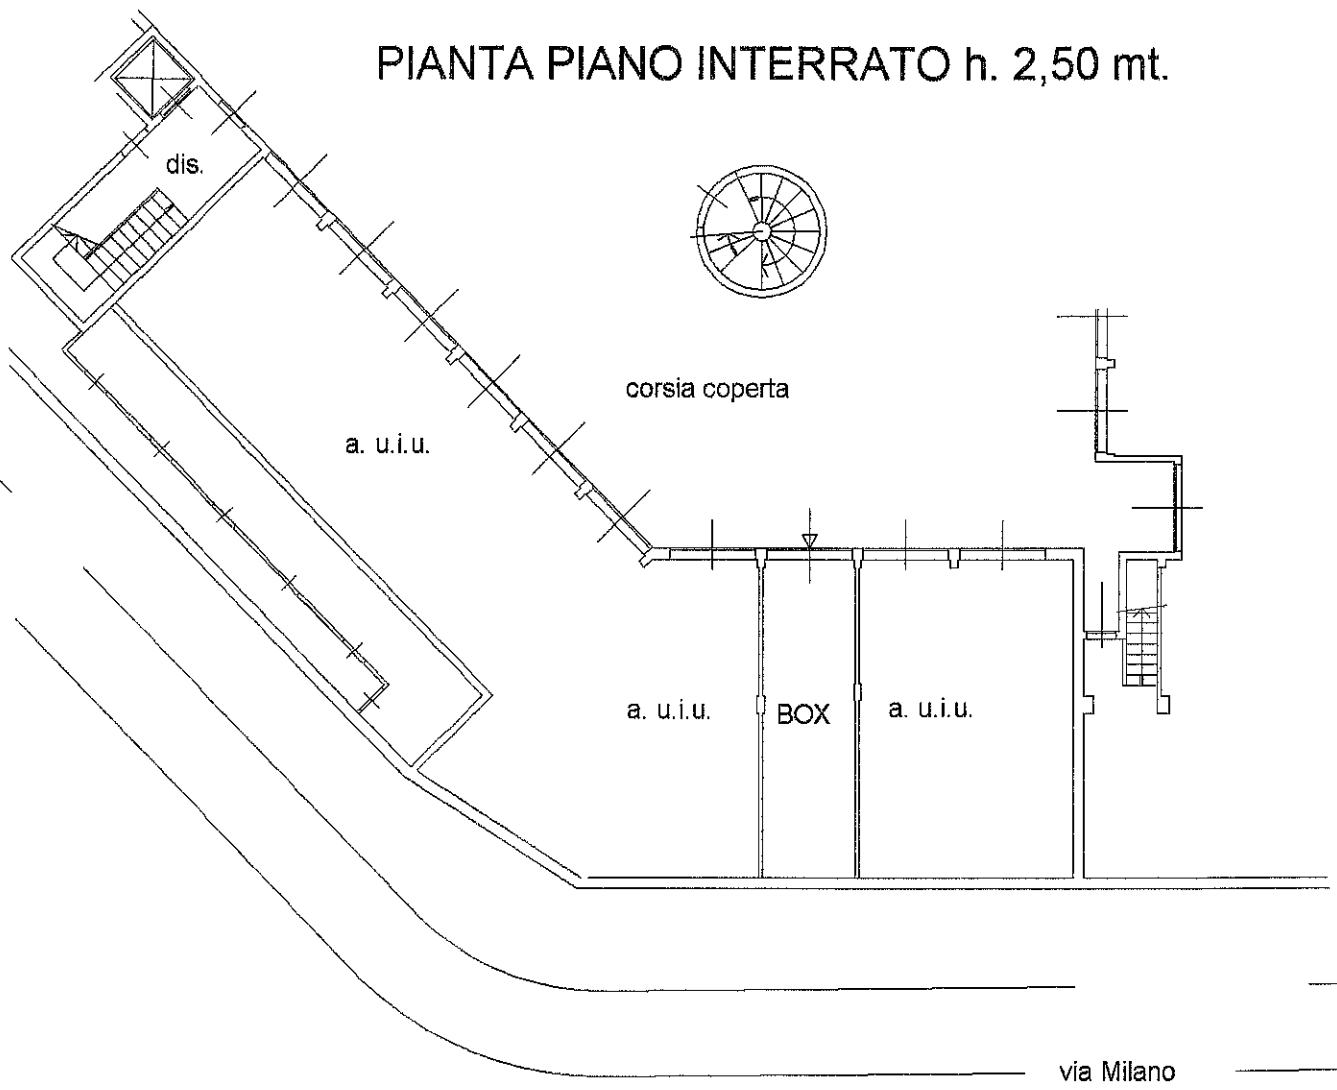 PIANTA PIANO INTERRATO h. 2,50 mt.
dis.
corsia coperta
a. u.i.u.
a. u.i.u.
BOX
a. u.i.u.
via Milano